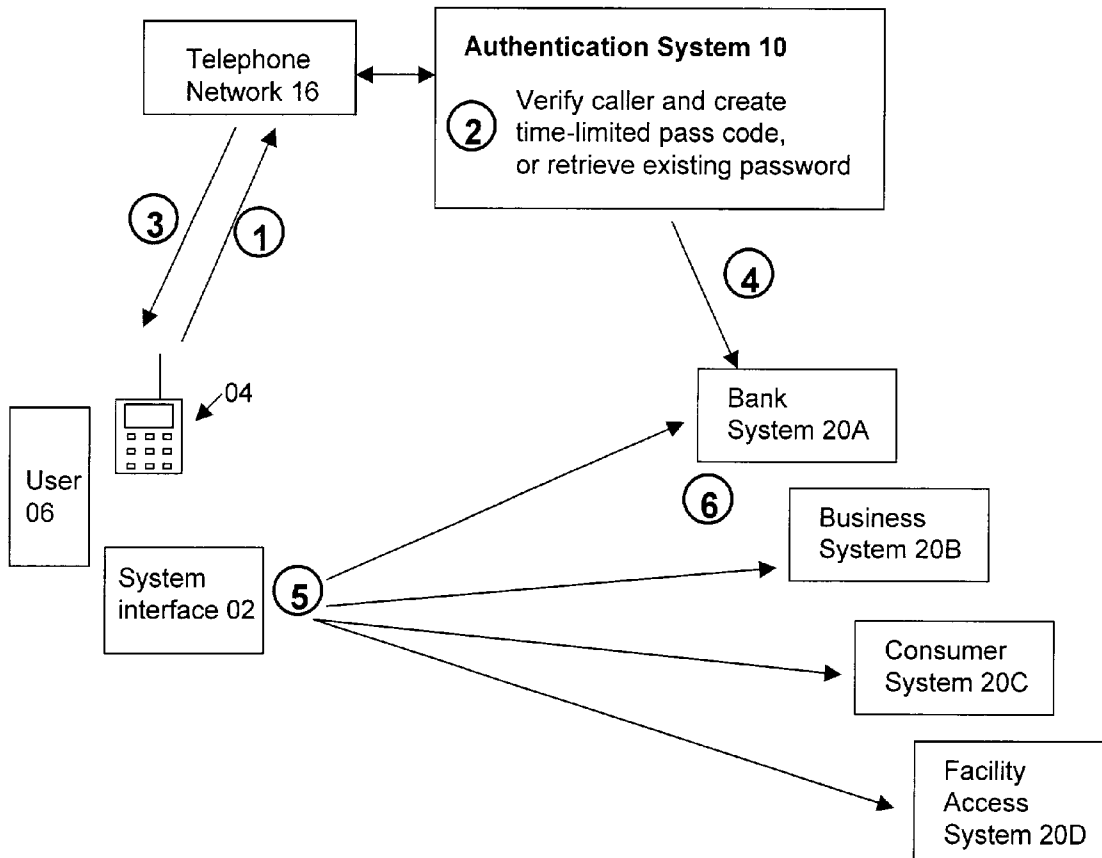 Telephone
Network 16
Authentication System 10
2
Verify caller and create
time-limited pass code,
or retrieve existing password
3
1
4
04
Bank
System 20A
User
06
6
Business
System 20B
System
interface 02
5
Consumer
System 20C
Facility
Access
System 20D